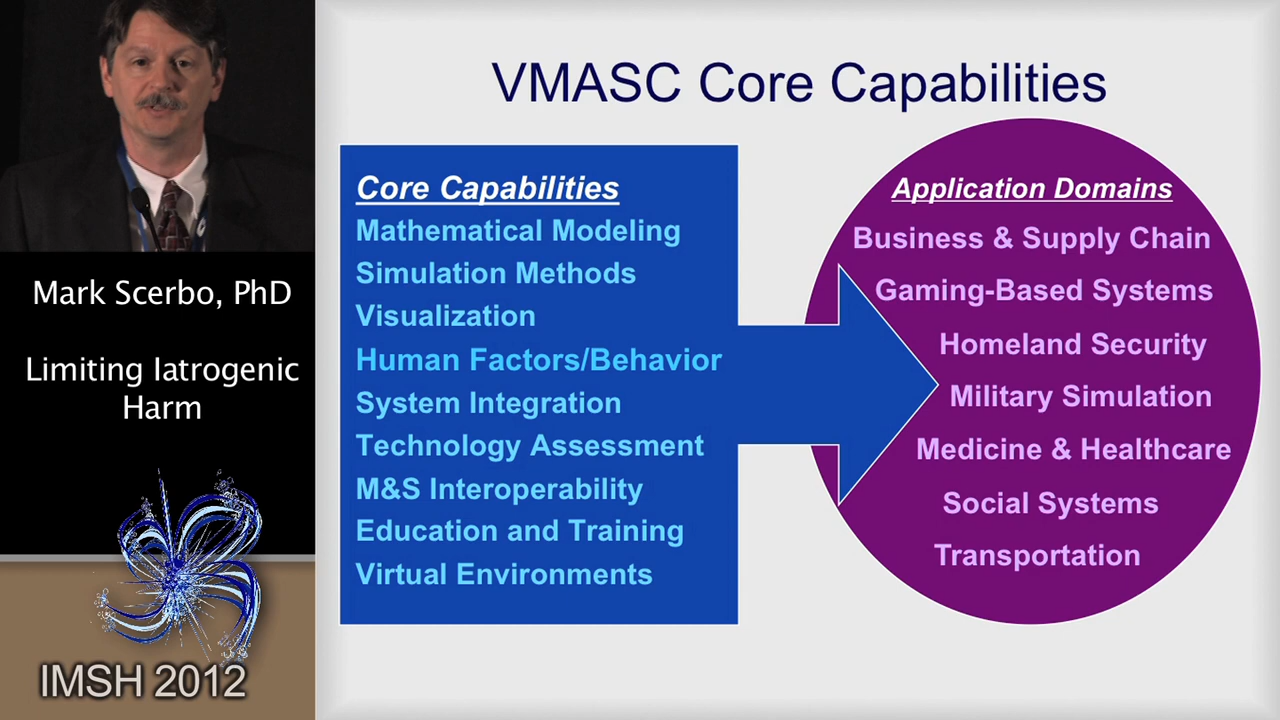 Mark Scerbo, PhD
Limiting Iatrogenic
Harm
IMSH 2012
VMASC Core Capabilities
Core Capabilities
Mathematical Modeling
Simulation Methods
Visualization
Human Factors/Behavior
System Integration
Technology Assessment
M&S Interoperability
Education and Training
Virtual Environments
Application Domains
Business & Supply Chain
Gaming-Based Systems
Homeland Security
Military Simulation
Medicine & Healthcare
Social Systems
Transportation